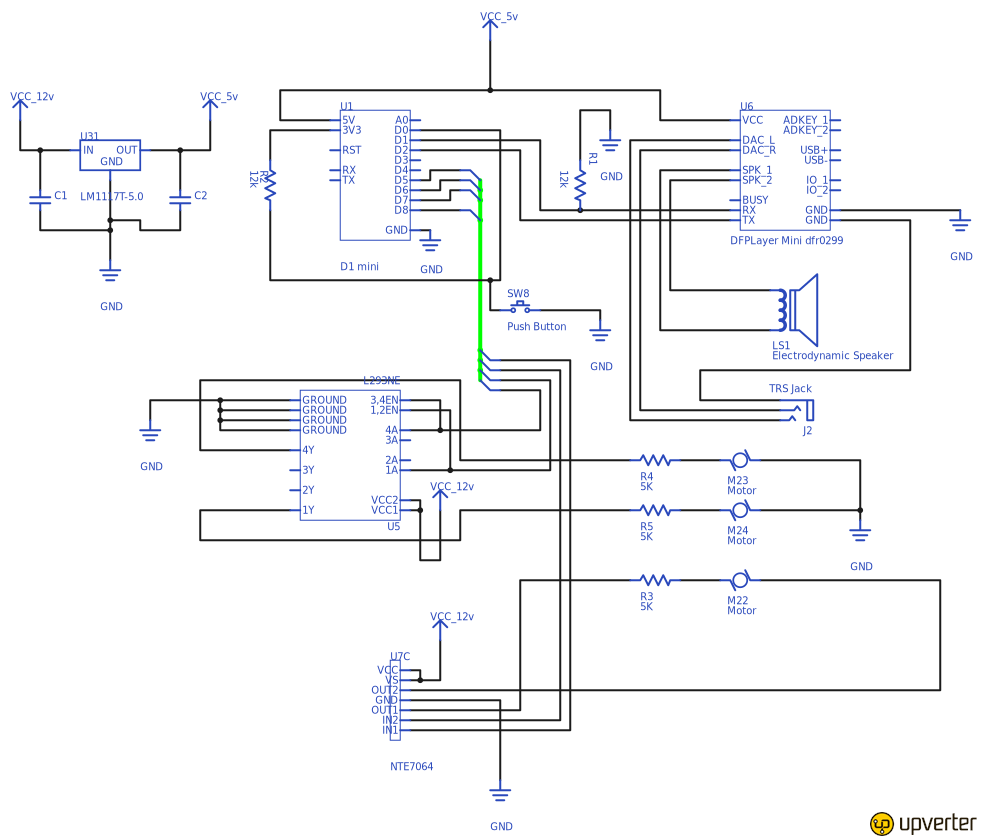 VCC_5v
VCC_12v
VCC_5v
U31
IN
OUT
GND
LM1117T-5.0
C1
C2
GND
U1
5V
3V3
RST
RX
TX
A0
D0
D1
D2
D3
D4
D5
D6
D7
D8
GND
D1 mini
GND
R2
12k
R1
12k
GND
U6
VCC
DAC_L
DAC_R
SPK_1
SPK_2
BUSY
RX
TX
ADKEY_1
ADKEY_2
USB+
USB-
IO_1
IO_2
GND
GND
DFPLayer Mini dfr0299
GND
SW8
Push Button
GND
LS1
Electrodynamic Speaker
TRS Jack
J2
L293NE
GROUND
GROUND
GROUND
GROUND
4Y
3Y
2Y
1Y
3,4EN
1,2EN
4A
3A
2A
1A
VCC2
VCC1
U5
GND
VCC_12v
R4
5K
M23
Motor
R5
5K
M24
Motor
GND
R3
5K
M22
Motor
VCC_12v
U7C
VCC
VS
OUT2
GND
OUT1
IN2
IN1
NTE7064
GND
upverter